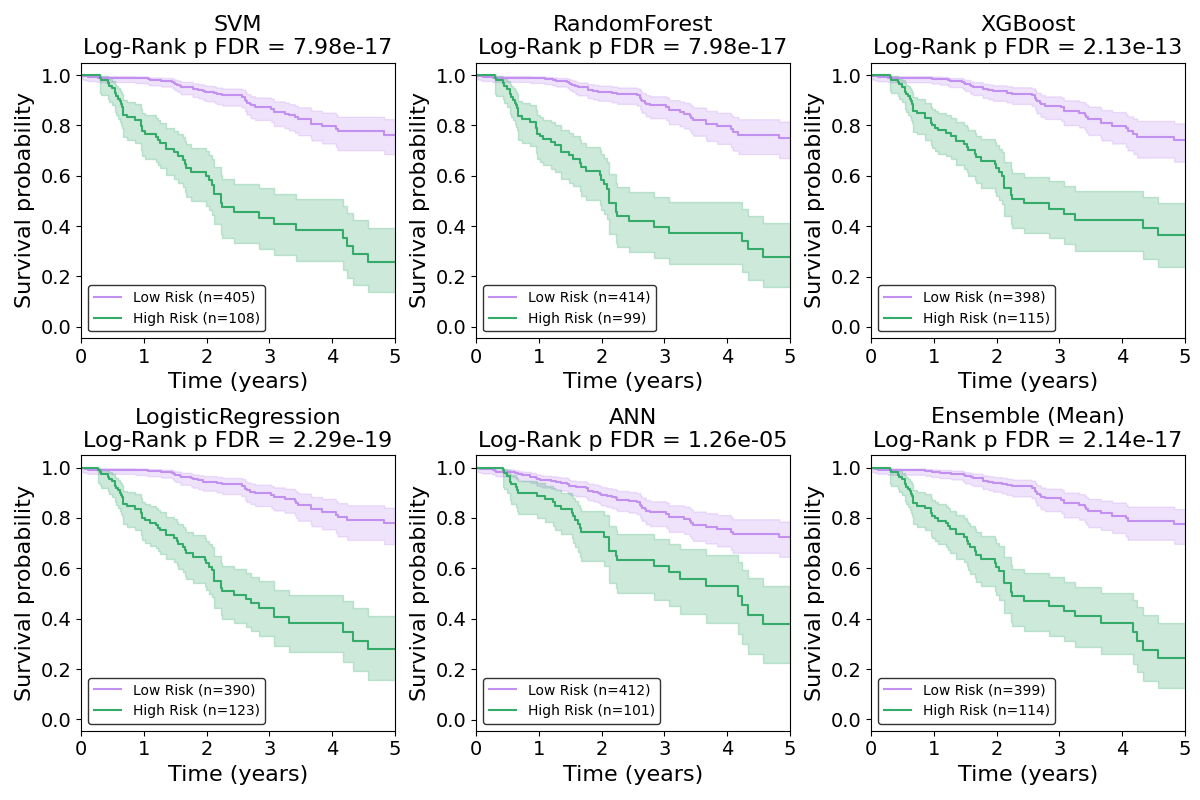 SVM
Log-Rank p FDR = 7.98e-17
Survival probability
1.0
0.8
0.6
0.4
0.2
0.0
Low Risk (n=405)
High Risk (n=108)
0 1 2 3 4 5
Time (years)
RandomForest
Log-Rank p FDR = 7.98e-17
Survival probability
1.0
0.8
0.6
0.4
0.2
0.0
Low Risk (n=414)
High Risk (n=99)
0 1 2 3 4 5
Time (years)
XGBoost
Log-Rank p FDR = 2.13e-13
Survival probability
1.0
0.8
0.6
0.4
0.2
0.0
Low Risk (n=398)
High Risk (n=115)
0 1 2 3 4 5
Time (years)
LogisticRegression
Log-Rank p FDR = 2.29e-19
Survival probability
1.0
0.8
0.6
0.4
0.2
0.0
Low Risk (n=390)
High Risk (n=123)
0 1 2 3 4 5
Time (years)
ANN
Log-Rank p FDR = 1.26e-05
Survival probability
1.0
0.8
0.6
0.4
0.2
0.0
Low Risk (n=412)
High Risk (n=101)
0 1 2 3 4 5
Time (years)
Ensemble (Mean)
Log-Rank p FDR = 2.14e-17
Survival probability
1.0
0.8
0.6
0.4
0.2
0.0
Low Risk (n=399)
High Risk (n=114)
0 1 2 3 4 5
Time (years)